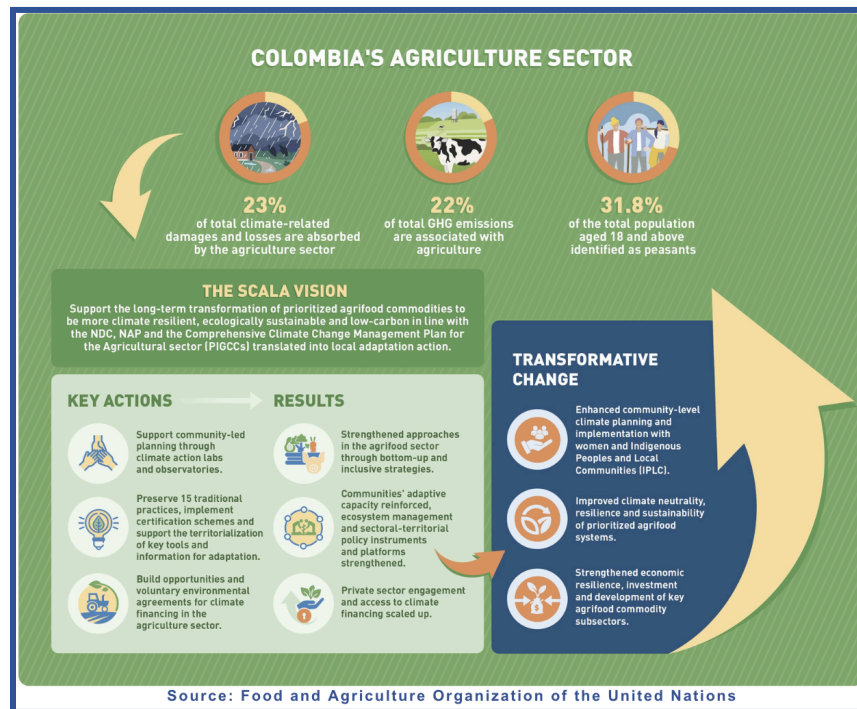 COLOMBIA'S AGRICULTURE SECTOR
23%
of total climate-related
damages and losses are absorbed
by the agriculture sector
22%
of total GHG emissions
are associated with
agriculture
31.8%
of the total population
aged 18 and above
identified as peasants
THE SCALA VISION
Support the long-term transformation of prioritized agrifood commodities to
be more climate resilient, ecologically sustainable and low-carbon in line with
the NDC, NAP and the Comprehensive Climate Change Management Plan for
the Agricultural sector (PIGCCs) translated into local adaptation action.
KEY ACTIONS
Support community-led
planning through
climate action labs
and observatories.
Preserve 15 traditional
practices, implement
certification schemes and
support the territorialization
of key tools and
information for adaptation.
Build opportunities and
voluntary environmental
agreements for climate
financing in the
agriculture sector.
RESULTS
Strengthened approaches
in the agrifood sector
through bottom-up and
inclusive strategies.
Communities' adaptive
capacity reinforced,
ecosystem management
and sectoral-territorial
policy instruments
and platforms
strengthened.
Private sector engagement
and access to climate
financing scaled up.
TRANSFORMATIVE
CHANGE
Enhanced community-level
climate planning and
implementation with
women and Indigenous
Peoples and Local
Communities (IPLC).
Improved climate neutrality,
resilience and sustainability
of prioritized agrifood
systems.
$
Strengthened economic
resilience, investment
and development of key
agrifood commodity
subsectors.
Source: Food and Agriculture Organization of the United Nations